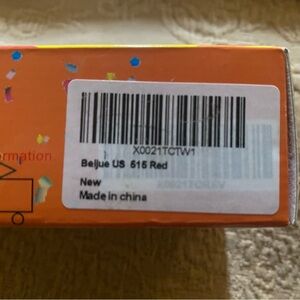 X0021TCTW1
Beijue US 515 Red
New
Made in china
rmation